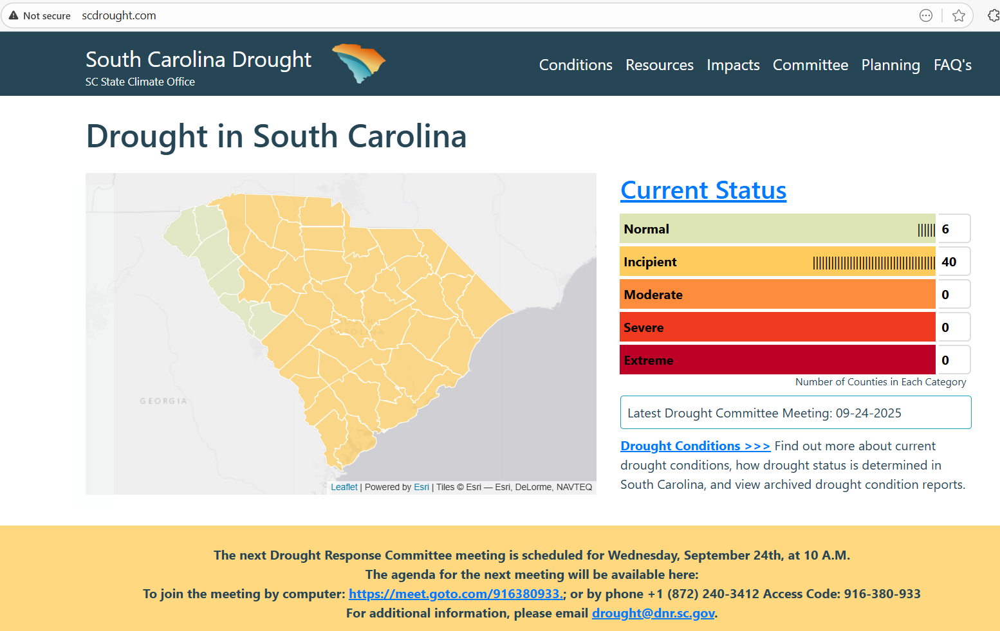 Not secure scdrought.com
South Carolina Drought
SC State Climate Office
Conditions Resources Impacts Committee Planning FAQ's
Drought in South Carolina
SOUTH
CAROLINA
GEORGIA
Leaflet | Powered by Esri | Tiles © Esri — Esri, DeLorme, NAVTEQ
Current Status
Normal |||||| 6
Incipient |||||||||||||||||||||||||||||||||||||||| 40
Moderate 0
Severe 0
Extreme 0
Number of Counties in Each Category
Latest Drought Committee Meeting: 09-24-2025
Drought Conditions >>> Find out more about current
drought conditions, how drought status is determined in
South Carolina, and view archived drought condition reports.
The next Drought Response Committee meeting is scheduled for Wednesday, September 24th, at 10 A.M.
The agenda for the next meeting will be available here:
To join the meeting by computer: https://meet.goto.com/916380933.; or by phone +1 (872) 240-3412 Access Code: 916-380-933
For additional information, please email drought@dnr.sc.gov.